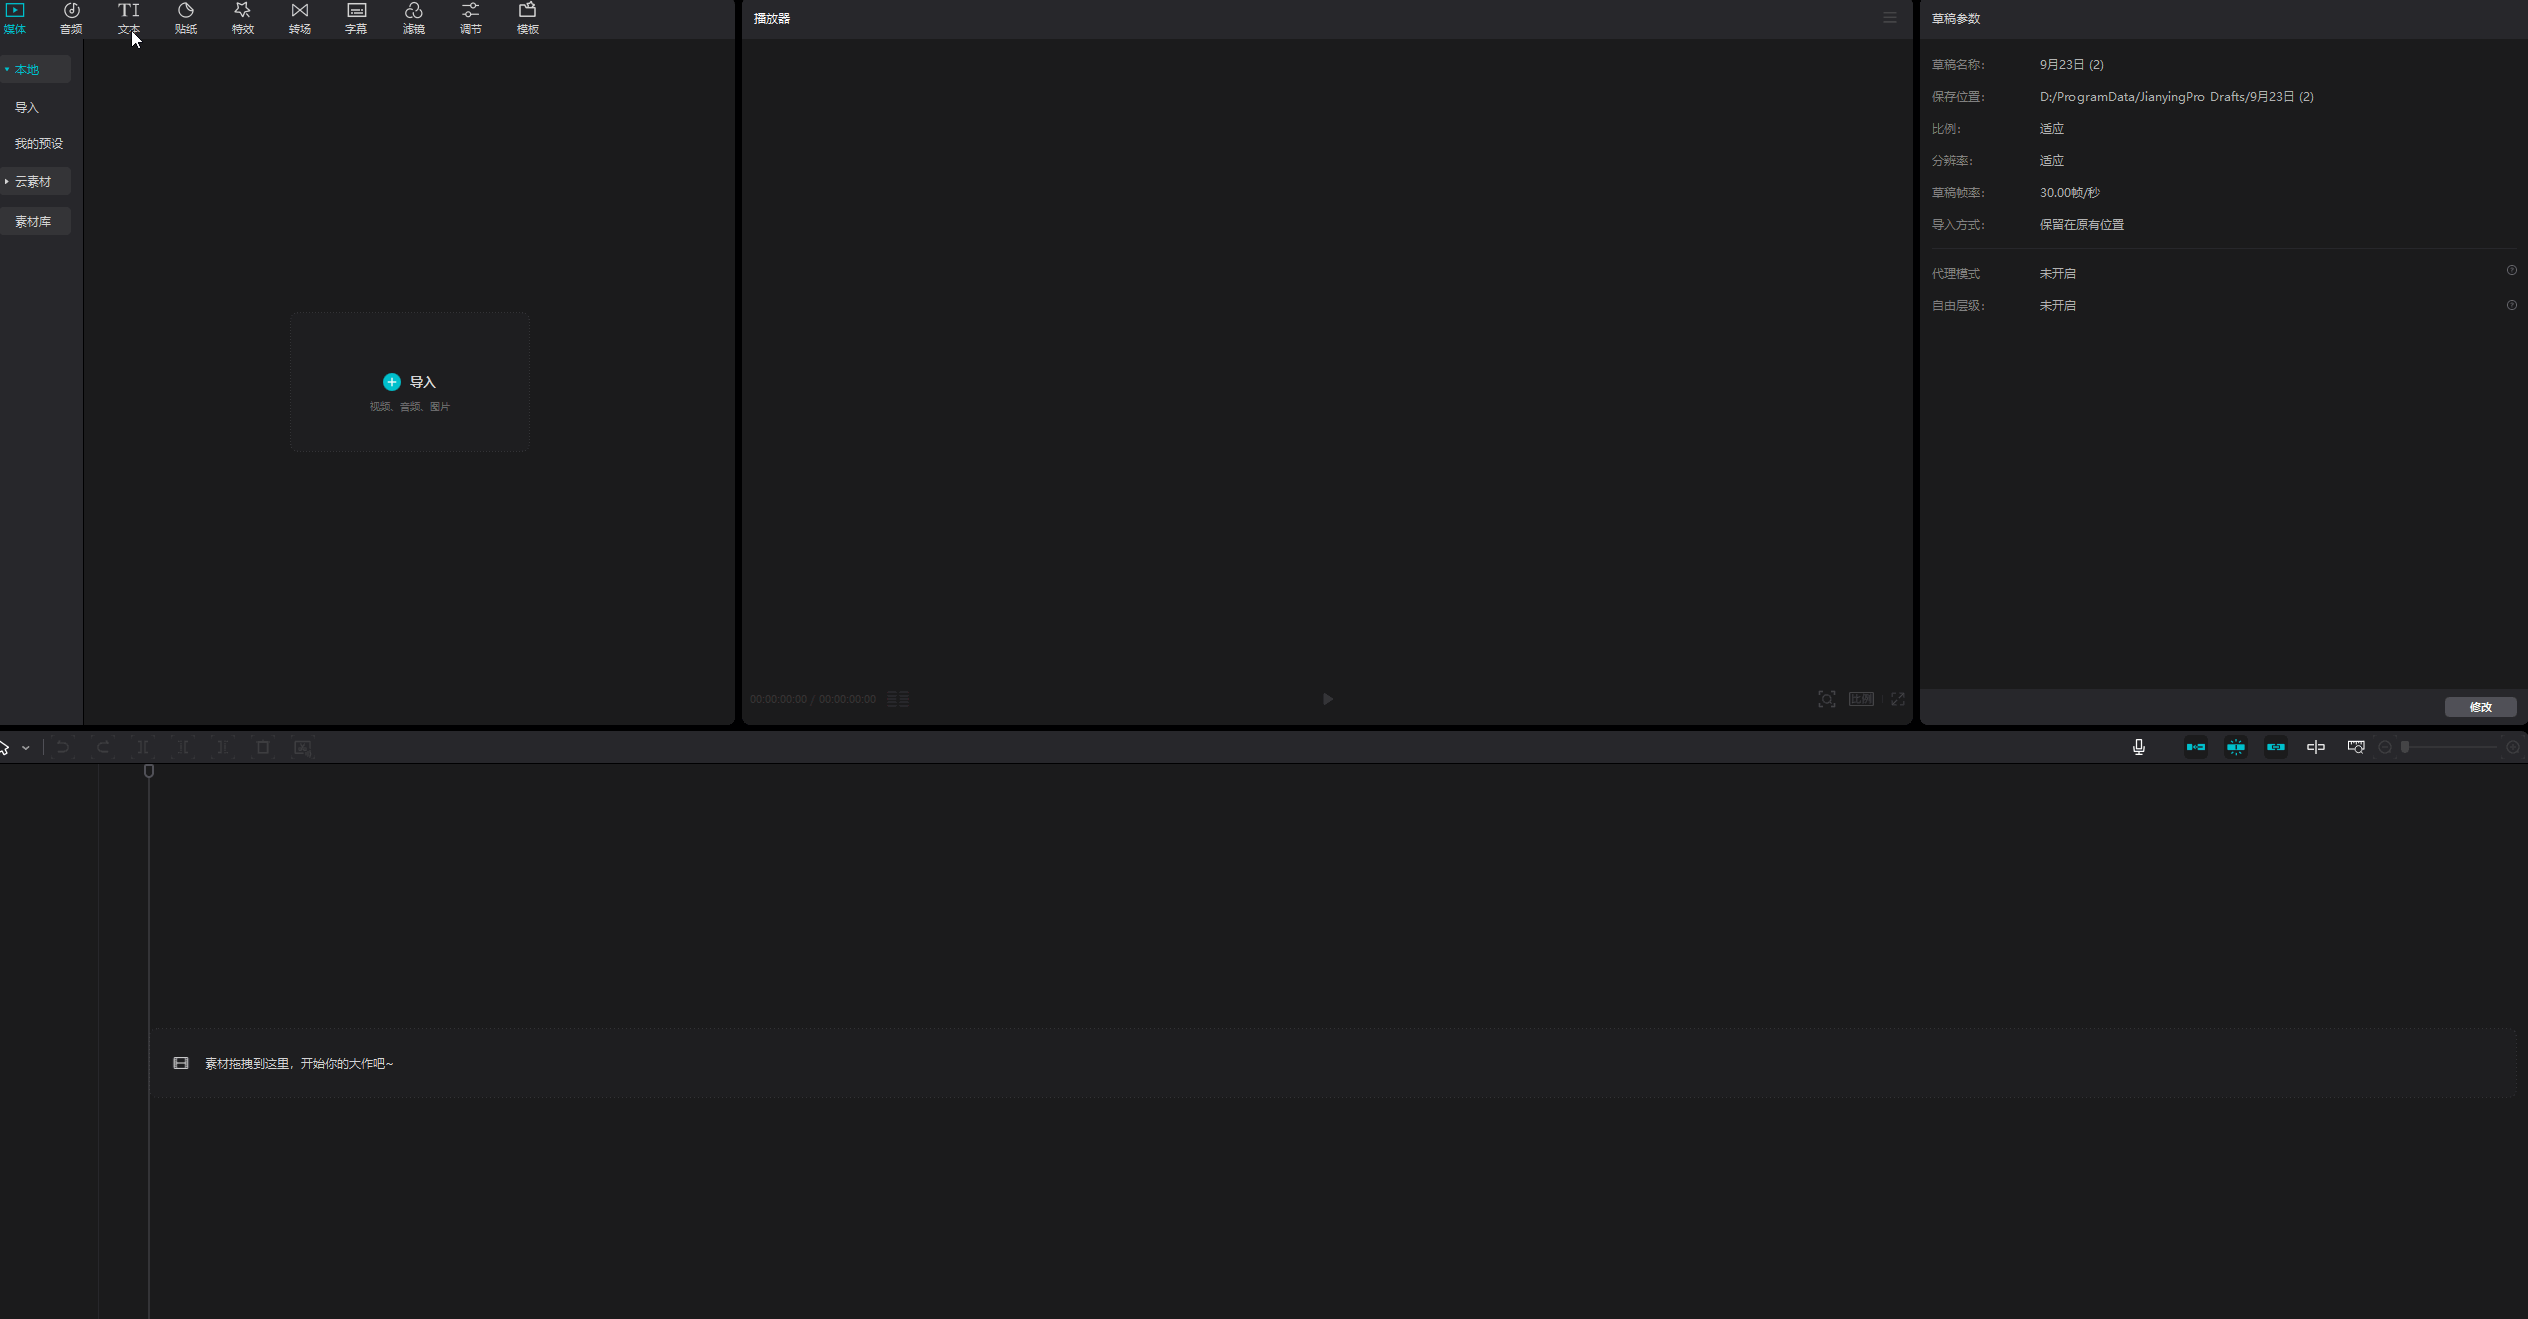 媒体 音频 文本 贴纸 特效 转场 字幕 滤镜 调节 模板
本地
导入
我的预设
云素材
素材库
导入
视频、音频、图片
播放器
00:00:00:00 / 00:00:00:00
比例
草稿参数
草稿名称： 9月23日 (2)
保存位置： D:/ProgramData/JianyingPro Drafts/9月23日 (2)
比例： 适应
分辨率： 适应
草稿帧率： 30.00帧/秒
导入方式： 保留在原有位置
代理模式 未开启
自由层级： 未开启
修改
素材拖拽到这里，开始你的大作吧~